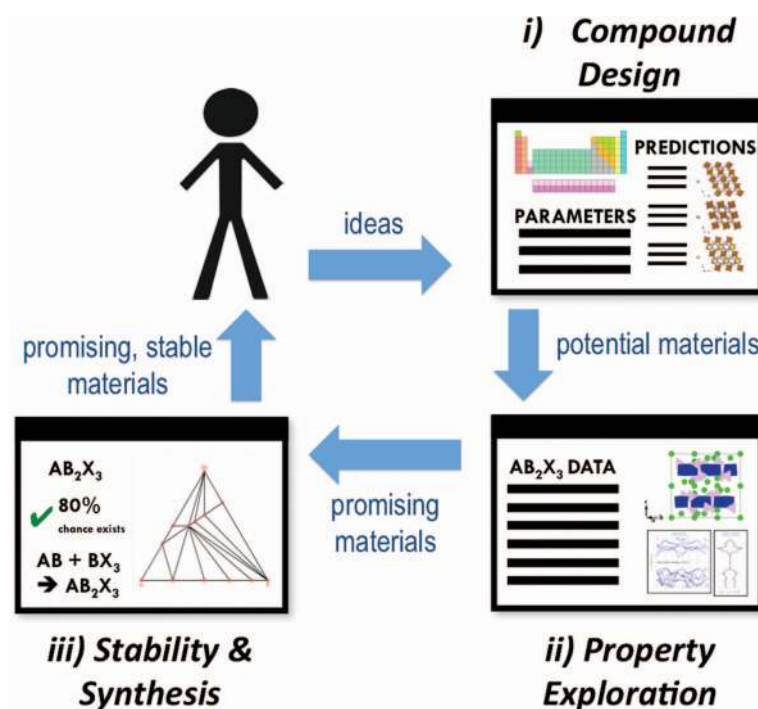 i) Compound
Design
PREDICTIONS
PARAMETERS
ideas
potential materials
promising, stable
materials
AB₂X₃
80%
chance exists
AB + BX₃
➔ AB₂X₃
promising
materials
AB₂X₃ DATA
iii) Stability &
Synthesis
ii) Property
Exploration